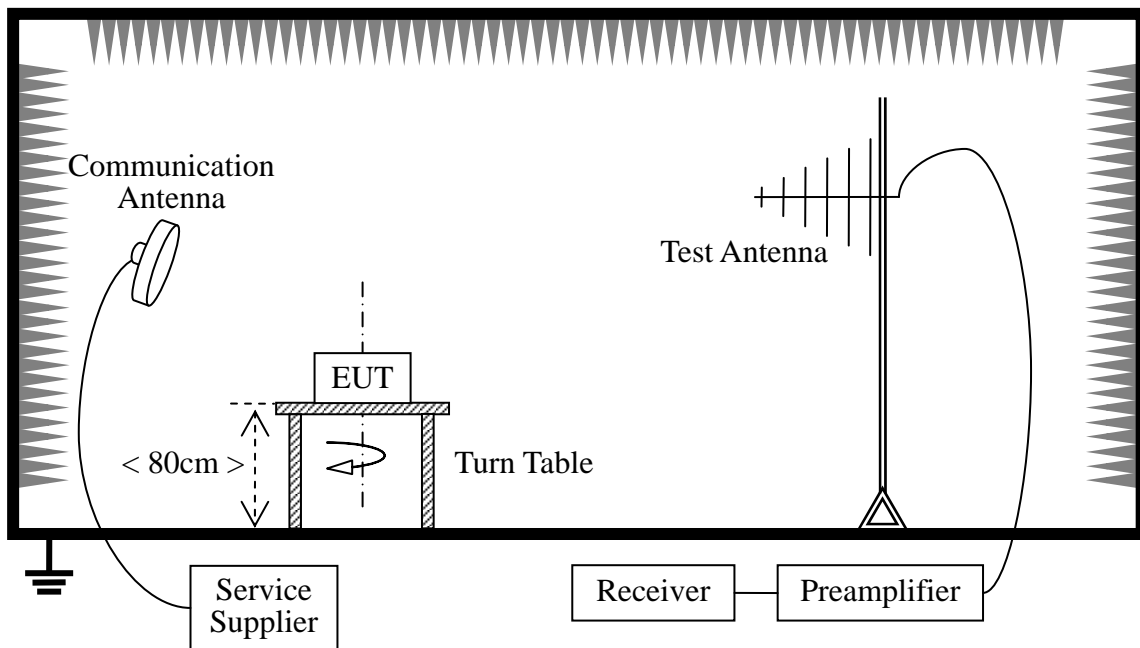 Communication
Antenna
Test Antenna
EUT
< 80cm >
Turn Table
Service
Supplier
Receiver
Preamplifier